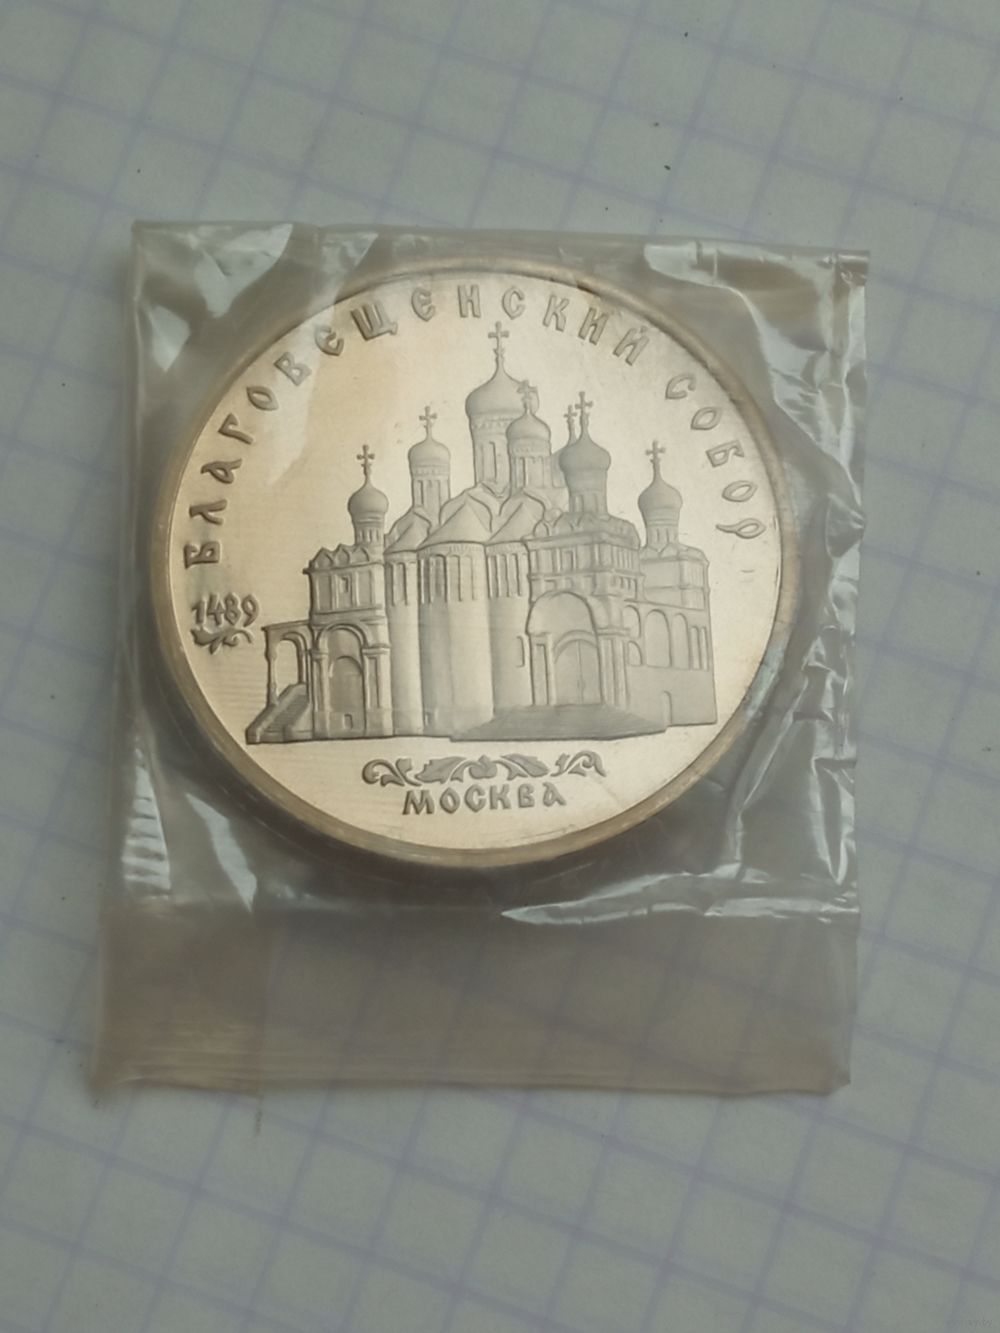 БЛАГОВЕЩЕНСКИЙ СОБОР
1489
МОСКВА